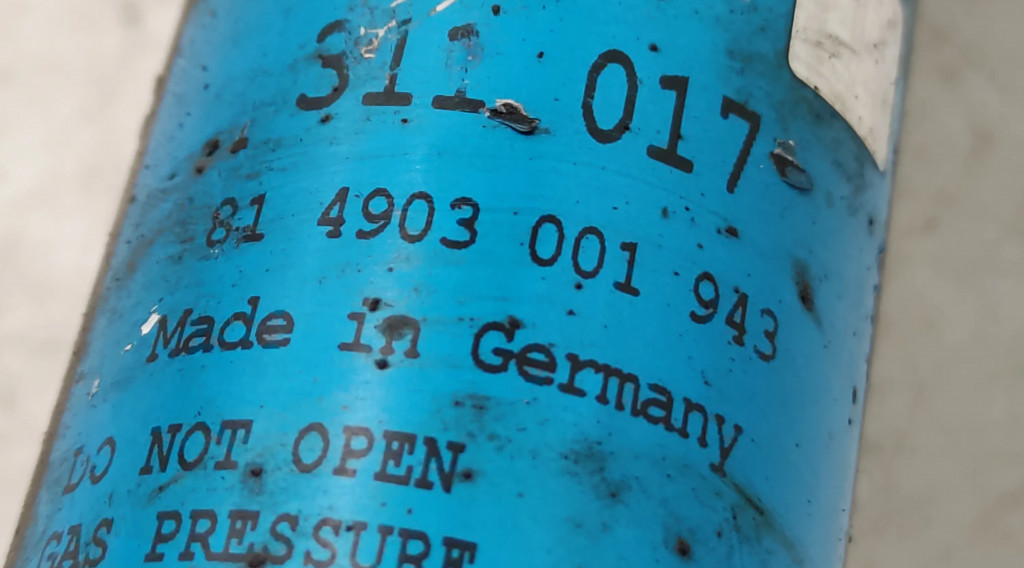 311 017
81 4903 001 943
Made in Germany
DO NOT OPEN
GAS PRESSURE